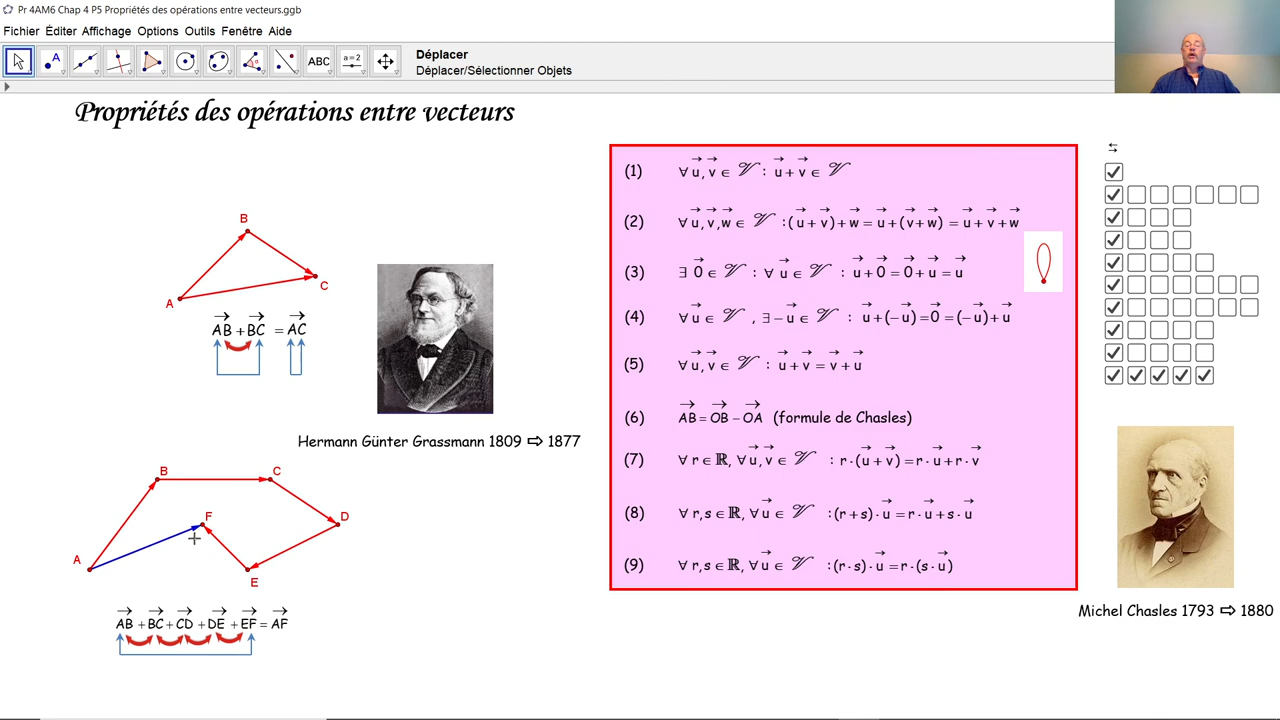 Pr 4AM6 Chap 4 P5 Propriétés des opérations entre vecteurs.ggb
Fichier Éditer Affichage Options Outils Fenêtre Aide
A
ABC
a=2
Déplacer
Déplacer/Sélectionner Objets
Propriétés des opérations entre vecteurs
B
A
C
AB + BC = AC
Hermann Günter Grassmann 1809 ⇨ 1877
B
C
F
D
A
E
AB + BC + CD + DE + EF = AF
(1) ∀ u, v ∈ 𝒱 : u + v ∈ 𝒱
(2) ∀ u, v, w ∈ 𝒱 : (u + v) + w = u + (v + w) = u + v + w
(3) ∃ 0 ∈ 𝒱 : ∀ u ∈ 𝒱 : u + 0 = 0 + u = u
(4) ∀ u ∈ 𝒱 , ∃ − u ∈ 𝒱 : u + (− u) = 0 = (− u) + u
(5) ∀ u, v ∈ 𝒱 : u + v = v + u
(6) AB = OB − OA (formule de Chasles)
(7) ∀ r ∈ ℝ, ∀ u, v ∈ 𝒱 : r · (u + v) = r · u + r · v
(8) ∀ r, s ∈ ℝ, ∀ u ∈ 𝒱 : (r + s) · u = r · u + s · u
(9) ∀ r, s ∈ ℝ, ∀ u ∈ 𝒱 : (r · s) · u = r · (s · u)
Michel Chasles 1793 ⇨ 1880